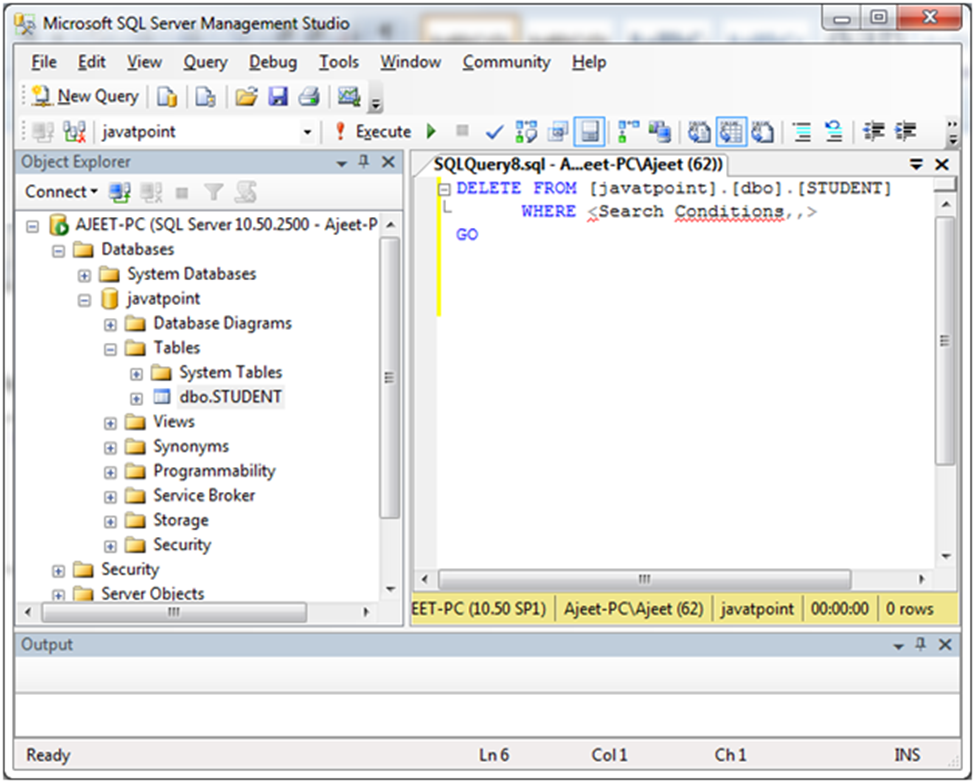 Microsoft SQL Server Management Studio
File Edit View Query Debug Tools Window Community Help
New Query
javatpoint Execute
Object Explorer
Connect
AJEET-PC (SQL Server 10.50.2500 - Ajeet-P
Databases
System Databases
javatpoint
Database Diagrams
Tables
System Tables
dbo.STUDENT
Views
Synonyms
Programmability
Service Broker
Storage
Security
Security
Server Objects
SQLQuery8.sql - A...eet-PC\Ajeet (62))
DELETE FROM [javatpoint].[dbo].[STUDENT]
WHERE <Search Conditions,,>
GO
EET-PC (10.50 SP1) Ajeet-PC\Ajeet (62) javatpoint 00:00:00 0 rows
Output
Ready Ln 6 Col 1 Ch 1 INS